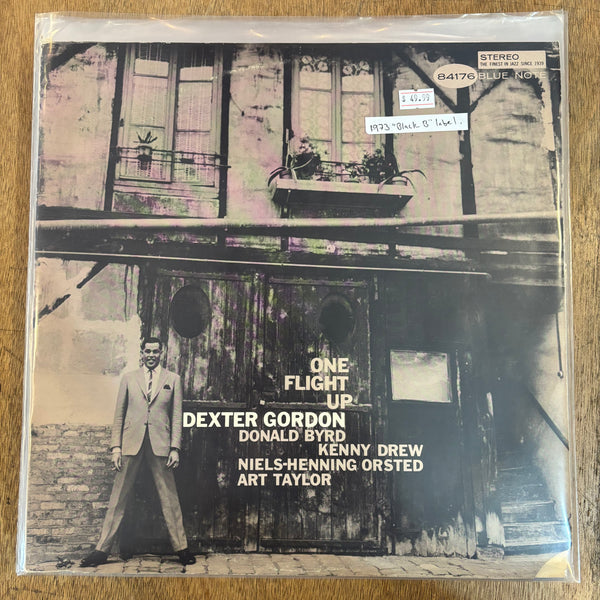 STEREO
THE FINEST IN JAZZ SINCE 1939
84176 BLUE NOTE
$ 49.99
1973 "Black B" label.
ONE
FLIGHT
UP
DEXTER GORDON
DONALD BYRD
KENNY DREW
NIELS-HENNING ORSTED
ART TAYLOR